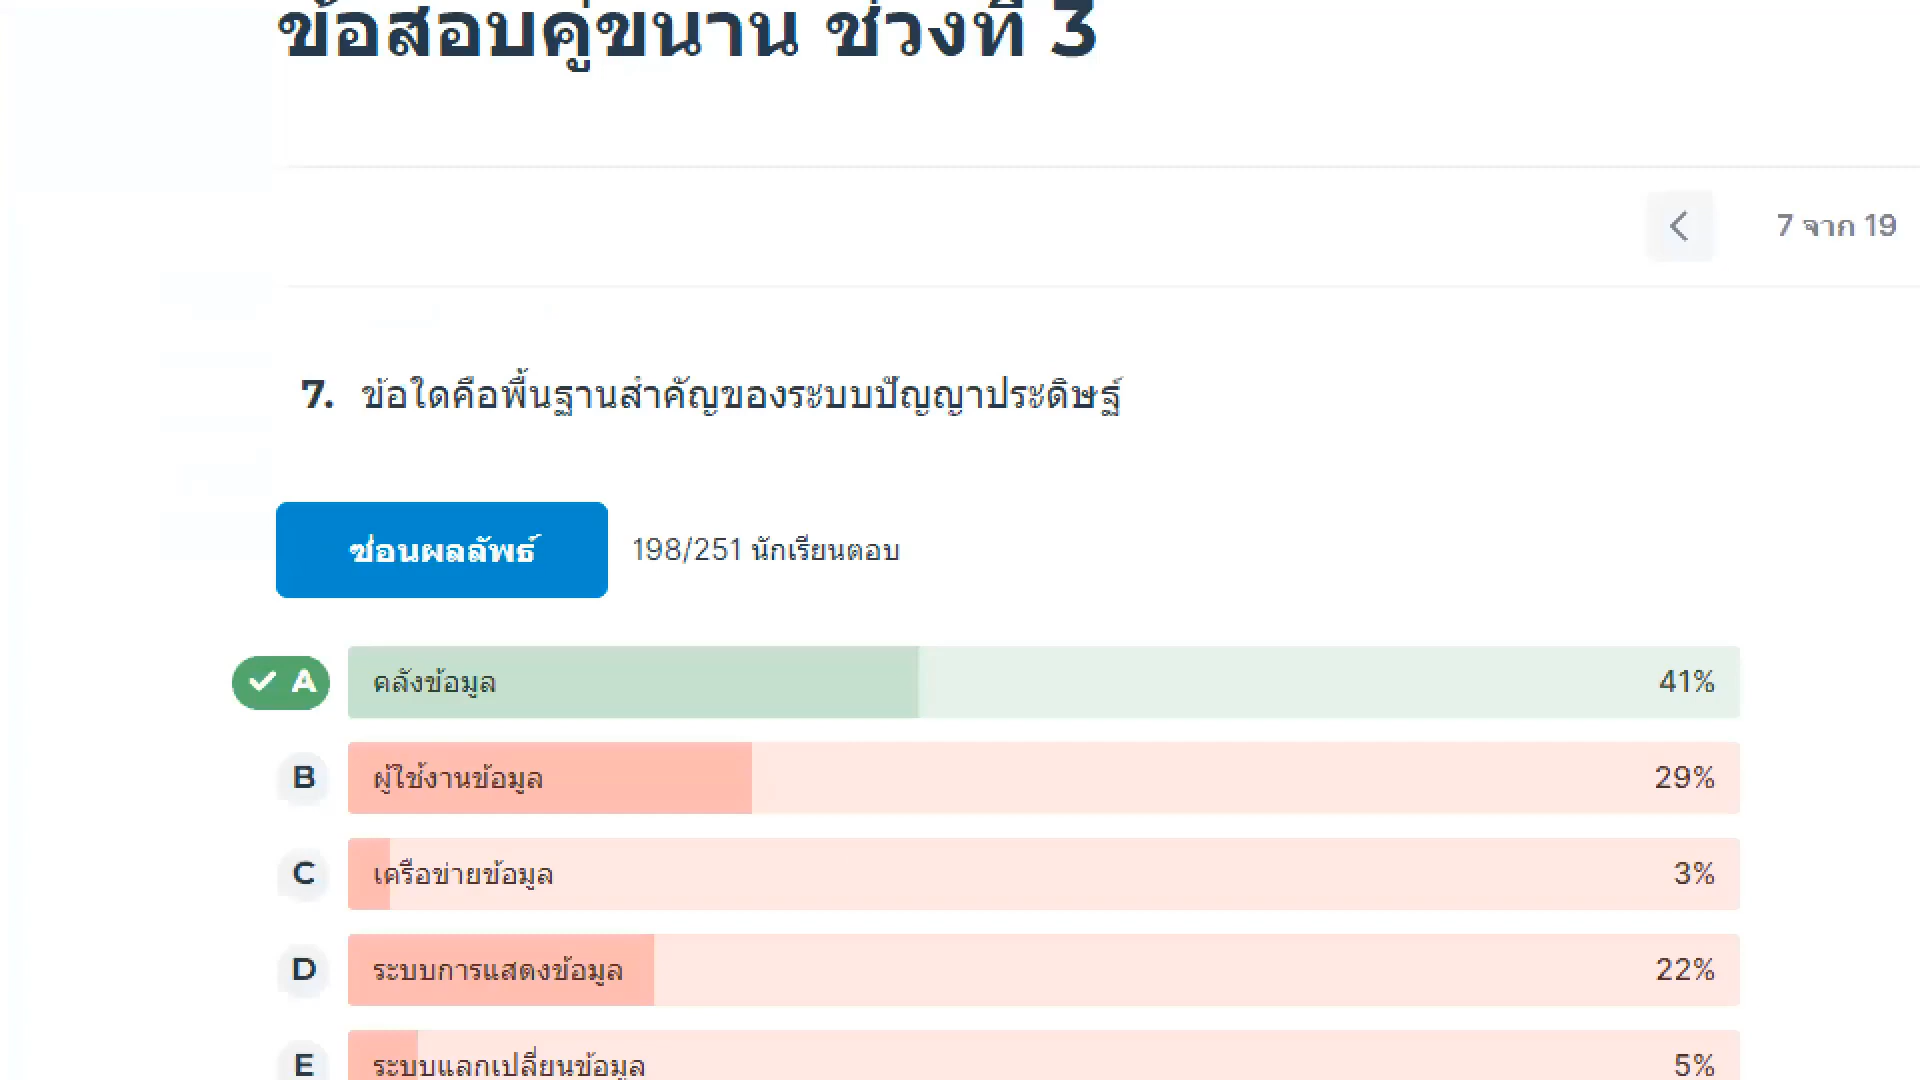 ข้อสอบคู่ขนาน ช่วงที่ 3
7 จาก 19
7. ข้อใดคือพื้นฐานสำคัญของระบบปัญญาประดิษฐ์
ซ่อนผลลัพธ์ 198/251 นักเรียนตอบ
A คลังข้อมูล 41%
B ผู้ใช้งานข้อมูล 29%
C เครือข่ายข้อมูล 3%
D ระบบการแสดงข้อมูล 22%
E ระบบแลกเปลี่ยนข้อมูล 5%